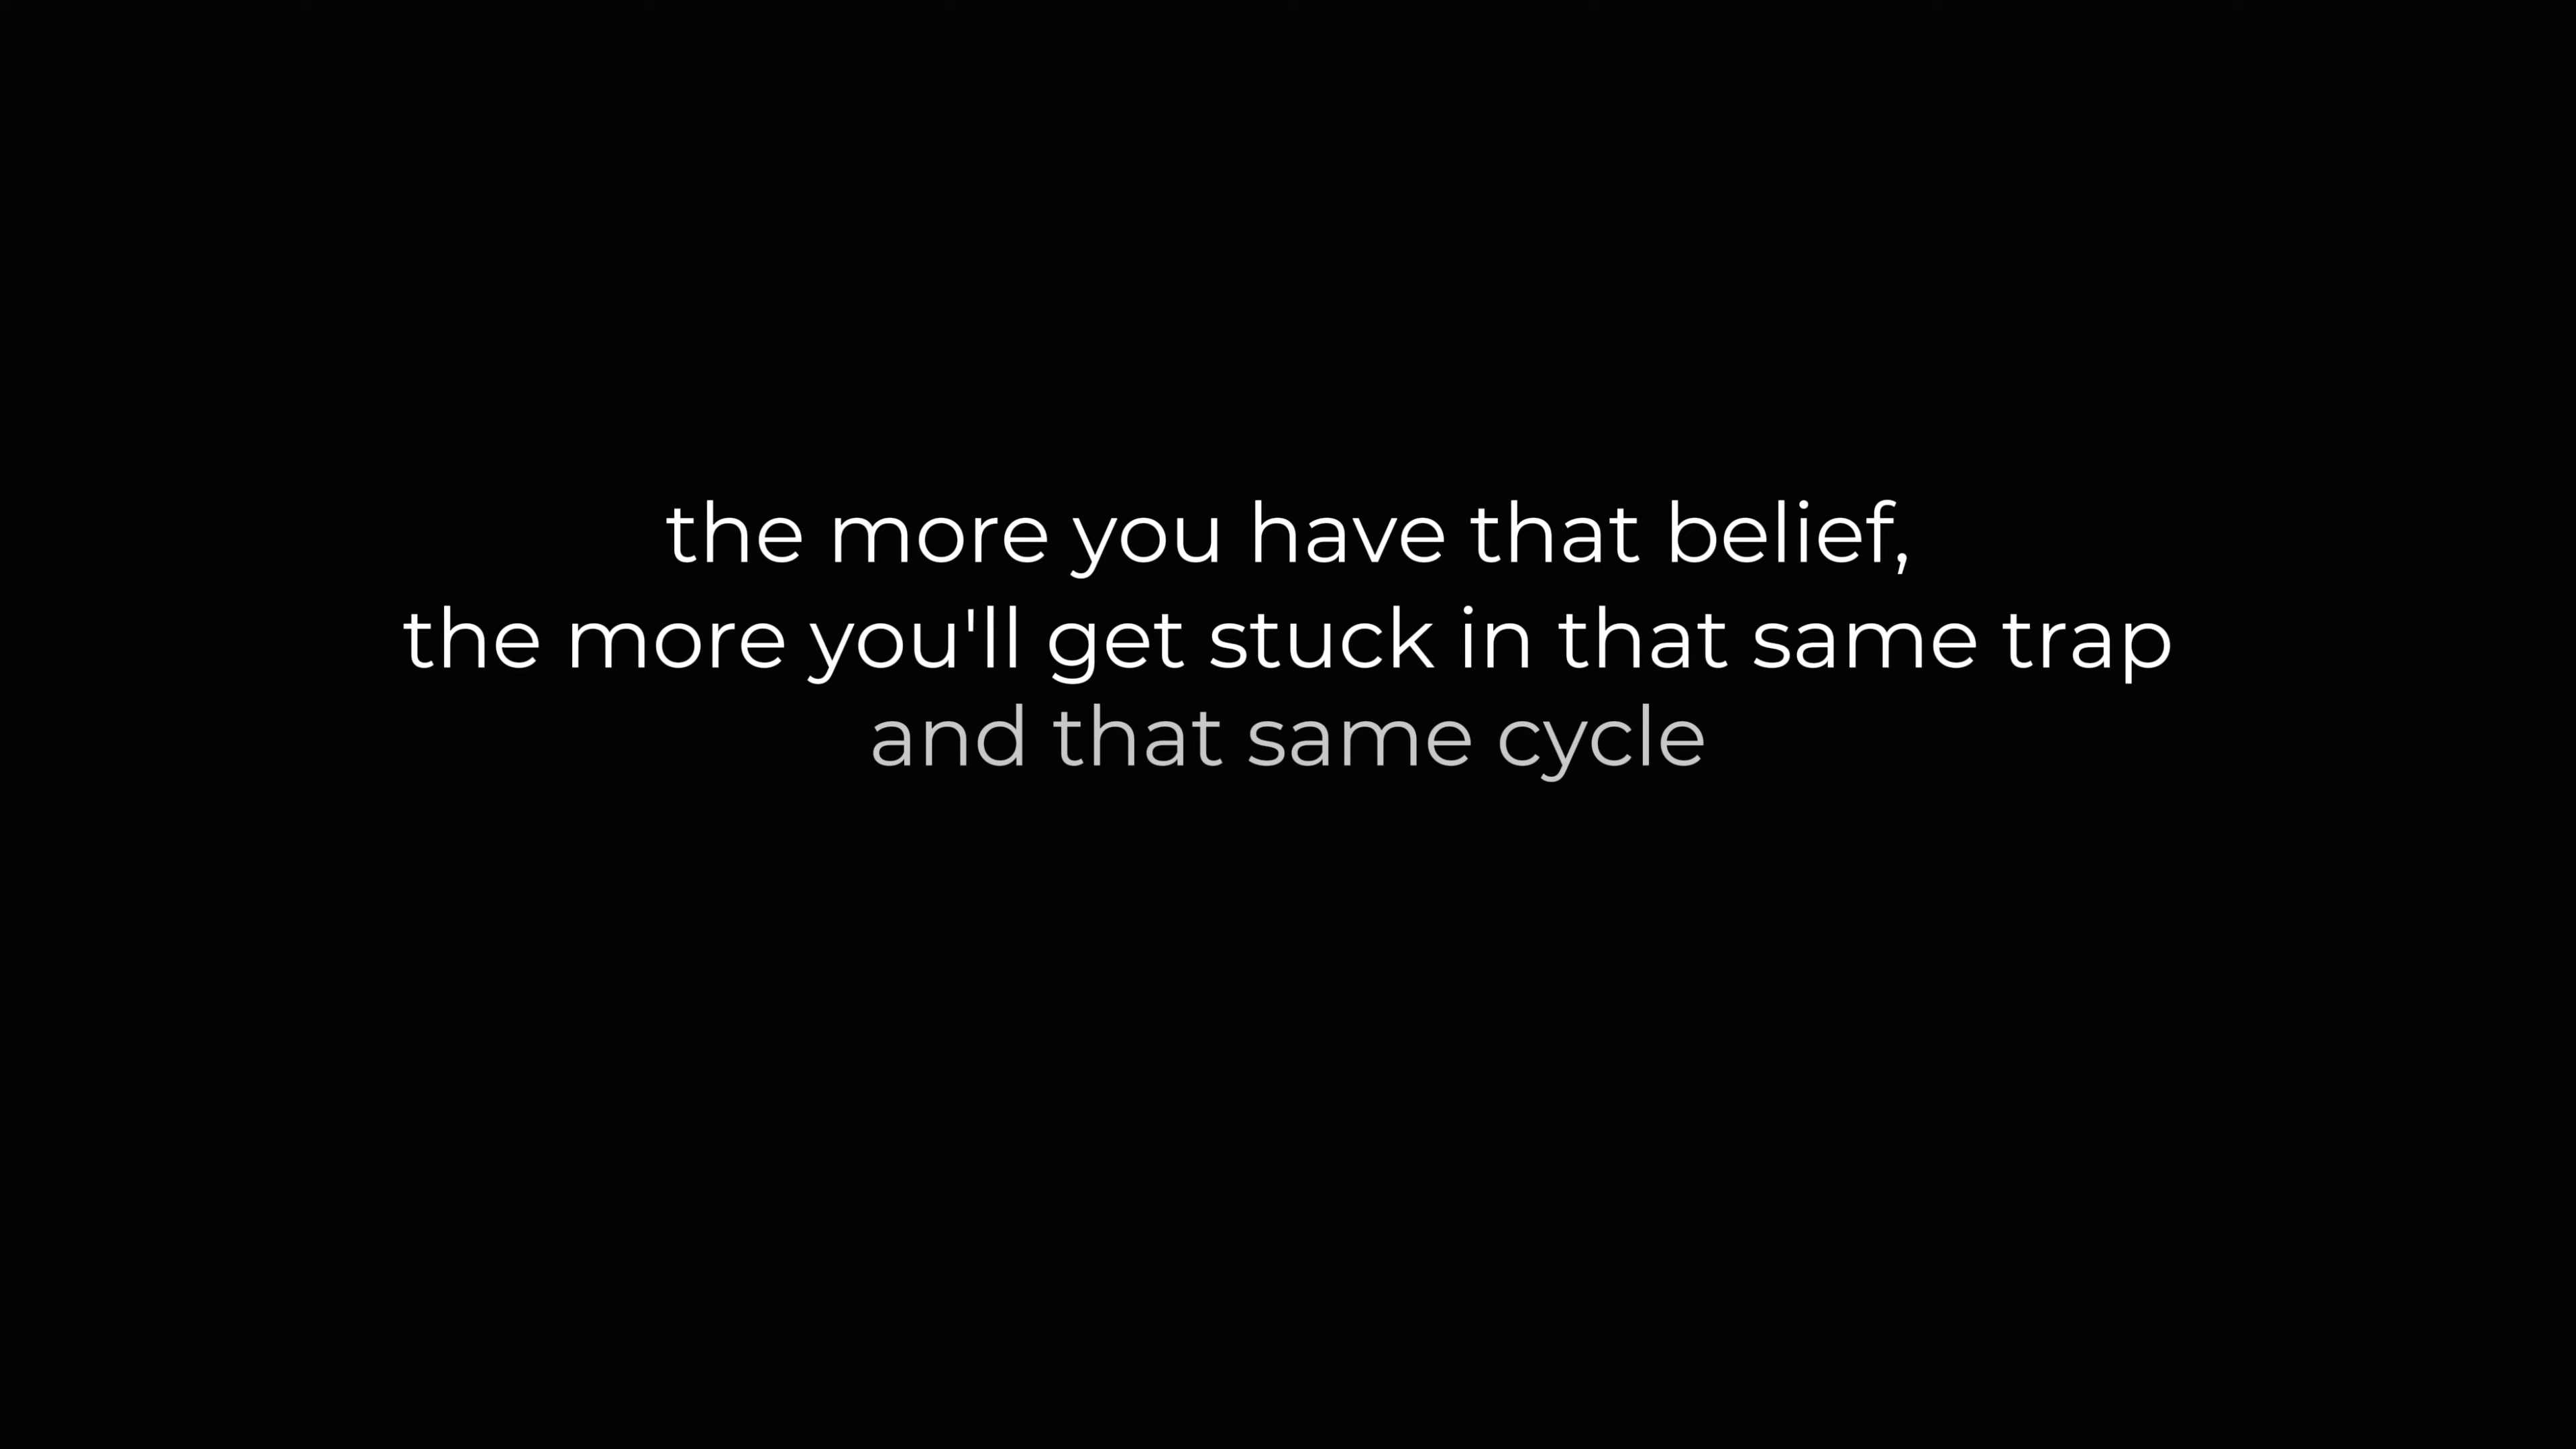 the more you have that belief,
the more you'll get stuck in that same trap
and that same cycle